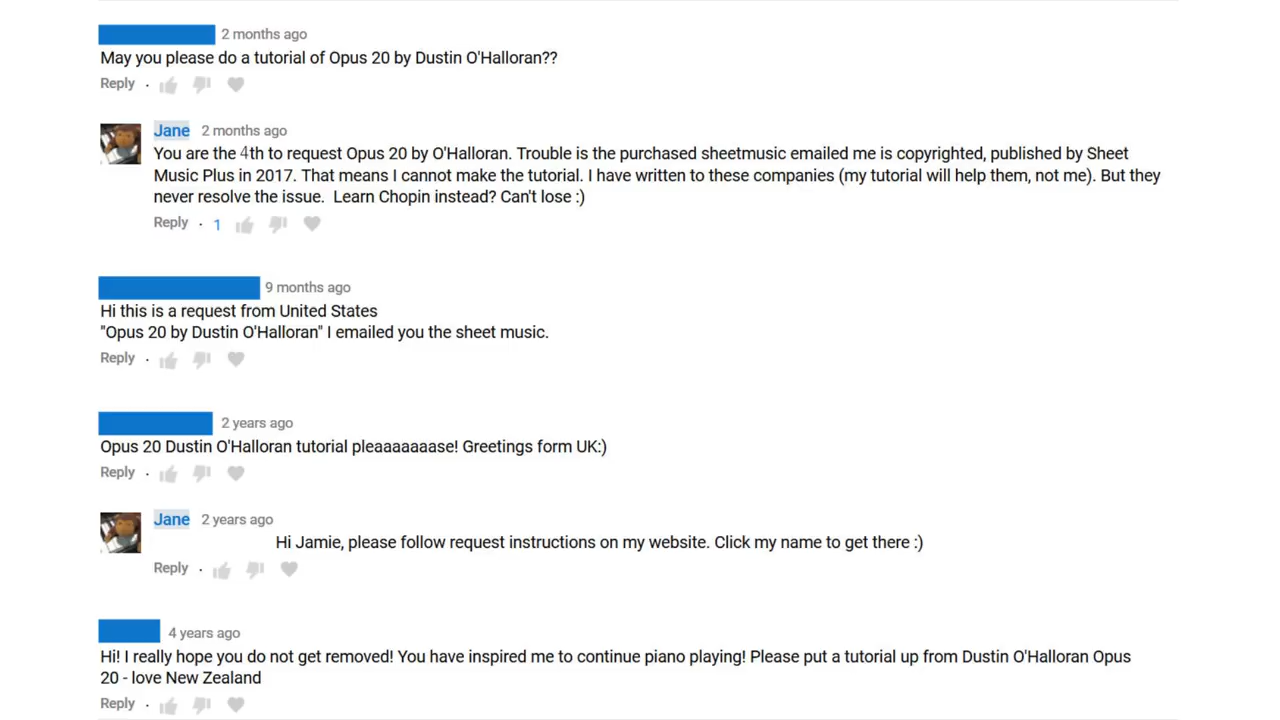 2 months ago
May you please do a tutorial of Opus 20 by Dustin O'Halloran??
Reply
Jane 2 months ago
You are the 4th to request Opus 20 by O'Halloran. Trouble is the purchased sheetmusic emailed me is copyrighted, published by Sheet
Music Plus in 2017. That means I cannot make the tutorial. I have written to these companies (my tutorial will help them, not me). But they
never resolve the issue. Learn Chopin instead? Can't lose :)
Reply · 1
9 months ago
Hi this is a request from United States
"Opus 20 by Dustin O'Halloran" I emailed you the sheet music.
Reply
2 years ago
Opus 20 Dustin O'Halloran tutorial pleaaaaaaase! Greetings form UK:)
Reply
Jane 2 years ago
Hi Jamie, please follow request instructions on my website. Click my name to get there :)
Reply
4 years ago
Hi! I really hope you do not get removed! You have inspired me to continue piano playing! Please put a tutorial up from Dustin O'Halloran Opus
20 - love New Zealand
Reply